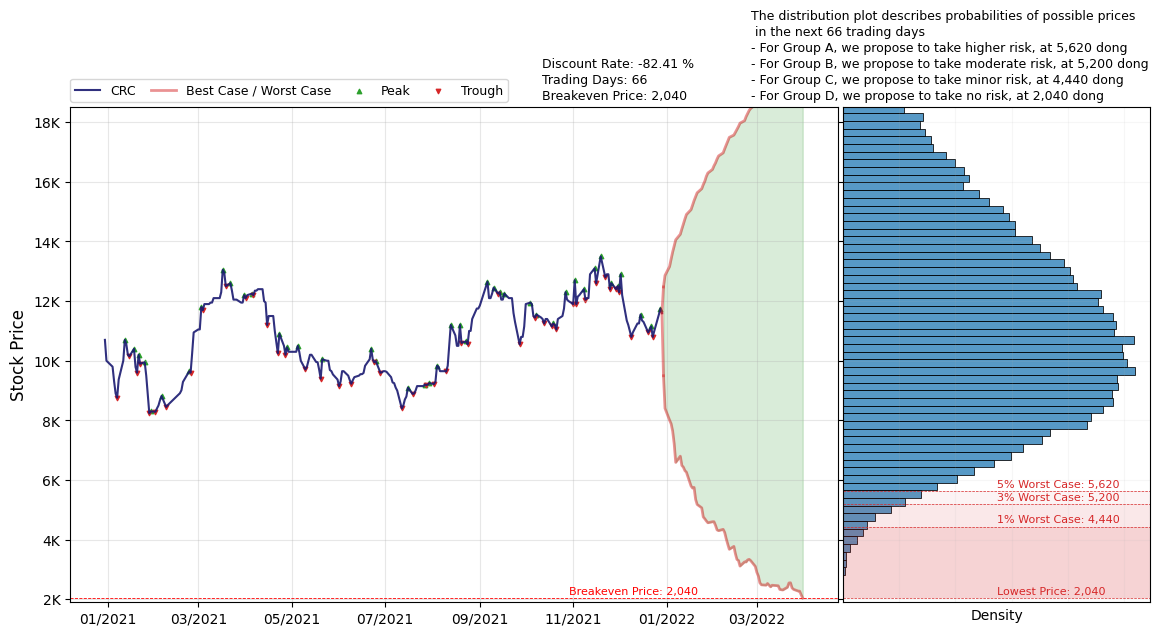 The distribution plot describes probabilities of possible prices
in the next 66 trading days
- For Group A, we propose to take higher risk, at 5,620 dong
- For Group B, we propose to take moderate risk, at 5,200 dong
- For Group C, we propose to take minor risk, at 4,440 dong
- For Group D, we propose to take no risk, at 2,040 dong
Discount Rate: -82.41 %
Trading Days: 66
Breakeven Price: 2,040
CRC
Best Case / Worst Case
Peak
Trough
Stock Price
18K
16K
14K
12K
10K
8K
6K
4K
2K
Breakeven Price: 2,040
01/2021
03/2021
05/2021
07/2021
09/2021
11/2021
01/2022
03/2022
5% Worst Case: 5,620
3% Worst Case: 5,200
1% Worst Case: 4,440
Lowest Price: 2,040
Density